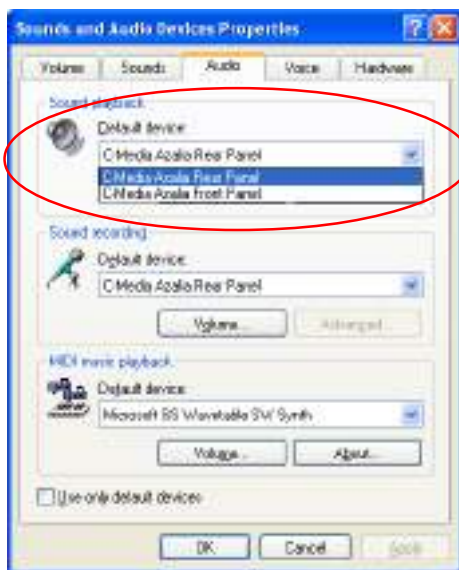 Sounds and Audio Devices Properties
Volume Sounds Audio Voice Hardware
Sound playback
Default device:
C-Media Azalia Rear Panel
C-Media Azalia Rear Panel
C-Media Azalia Front Panel
Sound recording
Default device:
C-Media Azalia Rear Panel
Volume... Advanced...
MIDI music playback
Default device:
Microsoft GS Wavetable SW Synth
Volume... About...
Use only default devices
OK Cancel Apply